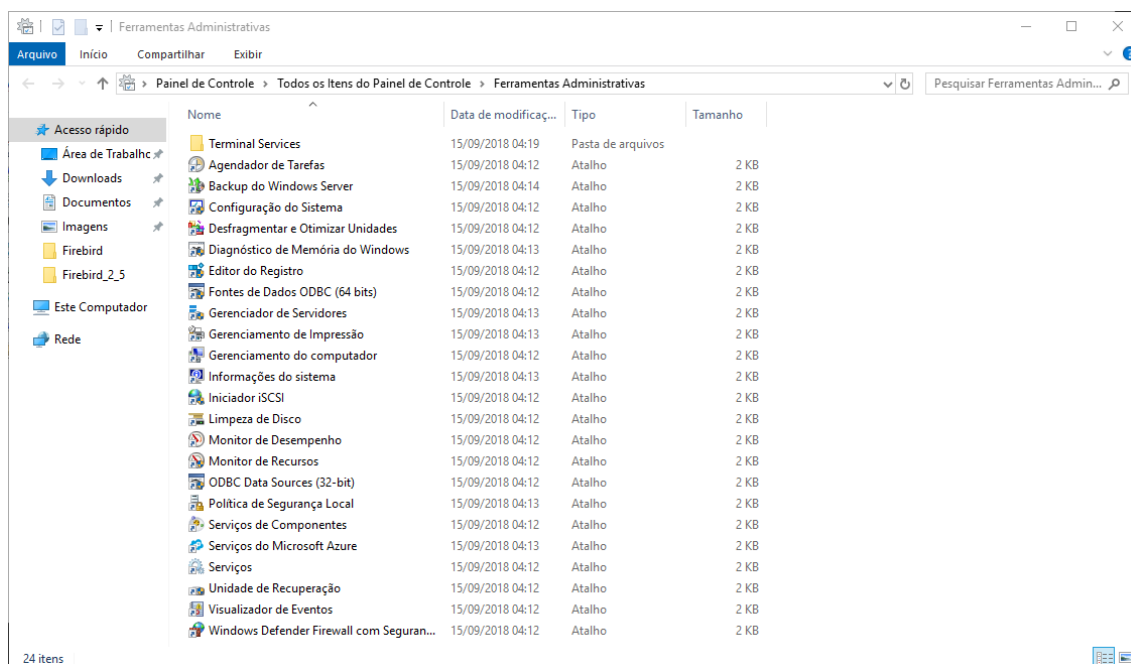 Ferramentas Administrativas
Arquivo Início Compartilhar Exibir
Painel de Controle Todos os Itens do Painel de Controle Ferramentas Administrativas Pesquisar Ferramentas Admin...
Nome Data de modificaç... Tipo Tamanho
Acesso rápido
Área de Trabalhc
Downloads
Documentos
Imagens
Firebird
Firebird_2_5
Este Computador
Rede
Terminal Services 15/09/2018 04:19 Pasta de arquivos
Agendador de Tarefas 15/09/2018 04:12 Atalho 2 KB
Backup do Windows Server 15/09/2018 04:14 Atalho 2 KB
Configuração do Sistema 15/09/2018 04:12 Atalho 2 KB
Desfragmentar e Otimizar Unidades 15/09/2018 04:12 Atalho 2 KB
Diagnóstico de Memória do Windows 15/09/2018 04:13 Atalho 2 KB
Editor do Registro 15/09/2018 04:12 Atalho 2 KB
Fontes de Dados ODBC (64 bits) 15/09/2018 04:12 Atalho 2 KB
Gerenciador de Servidores 15/09/2018 04:13 Atalho 2 KB
Gerenciamento de Impressão 15/09/2018 04:13 Atalho 2 KB
Gerenciamento do computador 15/09/2018 04:12 Atalho 2 KB
Informações do sistema 15/09/2018 04:13 Atalho 2 KB
Iniciador iSCSI 15/09/2018 04:12 Atalho 2 KB
Limpeza de Disco 15/09/2018 04:12 Atalho 2 KB
Monitor de Desempenho 15/09/2018 04:12 Atalho 2 KB
Monitor de Recursos 15/09/2018 04:12 Atalho 2 KB
ODBC Data Sources (32-bit) 15/09/2018 04:12 Atalho 2 KB
Política de Segurança Local 15/09/2018 04:13 Atalho 2 KB
Serviços de Componentes 15/09/2018 04:12 Atalho 2 KB
Serviços do Microsoft Azure 15/09/2018 04:13 Atalho 2 KB
Serviços 15/09/2018 04:12 Atalho 2 KB
Unidade de Recuperação 15/09/2018 04:12 Atalho 2 KB
Visualizador de Eventos 15/09/2018 04:12 Atalho 2 KB
Windows Defender Firewall com Seguran... 15/09/2018 04:12 Atalho 2 KB
24 itens